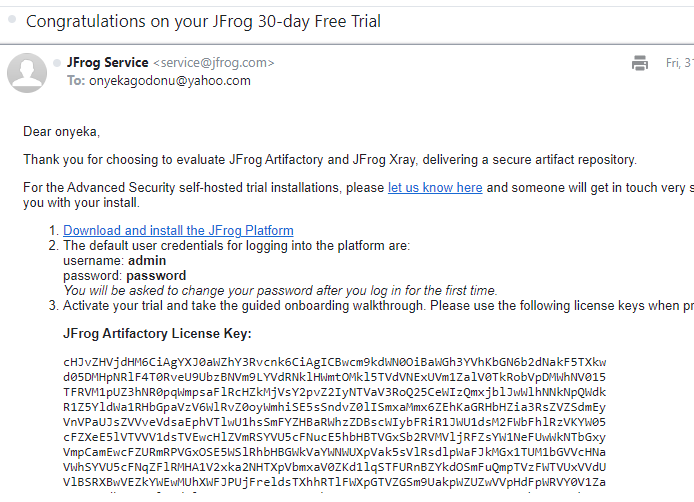 Congratulations on your JFrog 30-day Free Trial
JFrog Service <service@jfrog.com>
Fri, 31
To: onyekagodonu@yahoo.com
Dear onyeka,
Thank you for choosing to evaluate JFrog Artifactory and JFrog Xray, delivering a secure artifact repository.
For the Advanced Security self-hosted trial installations, please let us know here and someone will get in touch very s
you with your install.
1. Download and install the JFrog Platform
2. The default user credentials for logging into the platform are:
username: admin
password: password
You will be asked to change your password after you log in for the first time.
3. Activate your trial and take the guided onboarding walkthrough. Please use the following license keys when pr
JFrog Artifactory License Key:
cHJvZHVjdHM6CiAgYXJ0aWZhY3Rvcnk6CiAgICBwcm9kdWN0OiBaWGh3YVhKbGN6b2dNakF5TXkw
d05DMHpNRlF4T0RveU9UbzBNVm9LYVdRNklHWmtOMkl5TVdVNExUVm1ZalV0TkRobVpDMWhNV015
TFRVM1pUZ3hNR0pqWmpsaFlRcHZkMjVsY2pvZ2IyNTVaV3RoQ25CeWIzQmxjblJwWlhNNkNpQWdk
R1Z5YldWa1RHbGpaVzV6WlRvZ0oyWmhiSE5sSndvZ0lISmxaMmx6ZEhKaGRHbHZia3RsZVZSdmEy
VnVPaUJsZVVveVdsaEphVTlwU1hsSmFYZHBaRWhzZDBscWIybFRiR1JWU1dsM2FWbFhlRzVKYW05
cFZXeE5lVTVVV1dsTVEwcHlZVmRSYVU5cFNucE5hbHBTVGxSb2RVMVljRFZsYW1NeFUwWkNTbGxy
VmpCamEwcFZURmRPVGxOSE5WSlRhbHBGWkVaYWNWUXpVak5sVlRsdlpWaFJkMGx1TUM1bGVVcHNa
VWhSYVU5cFNqZFlRMHA1V2xka2NHTXpVbmxaV0ZKd1lqSTFURnBZYkdOSmFuQmpTVzFWTVUxVVdU
VlBSRXBwVEZkYWEwMUhXWFJPUjFreldsTXhhRTlFWXpGTVZGSm9UakpWZUZwVVpHdFpWRVY0V1Za